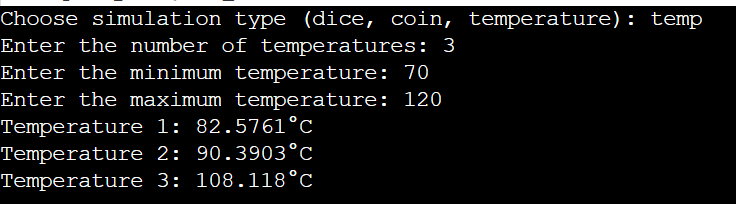 Choose simulation type (dice, coin, temperature): temp
Enter the number of temperatures: 3
Enter the minimum temperature: 70
Enter the maximum temperature: 120
Temperature 1: 82.5761°C
Temperature 2: 90.3903°C
Temperature 3: 108.118°C